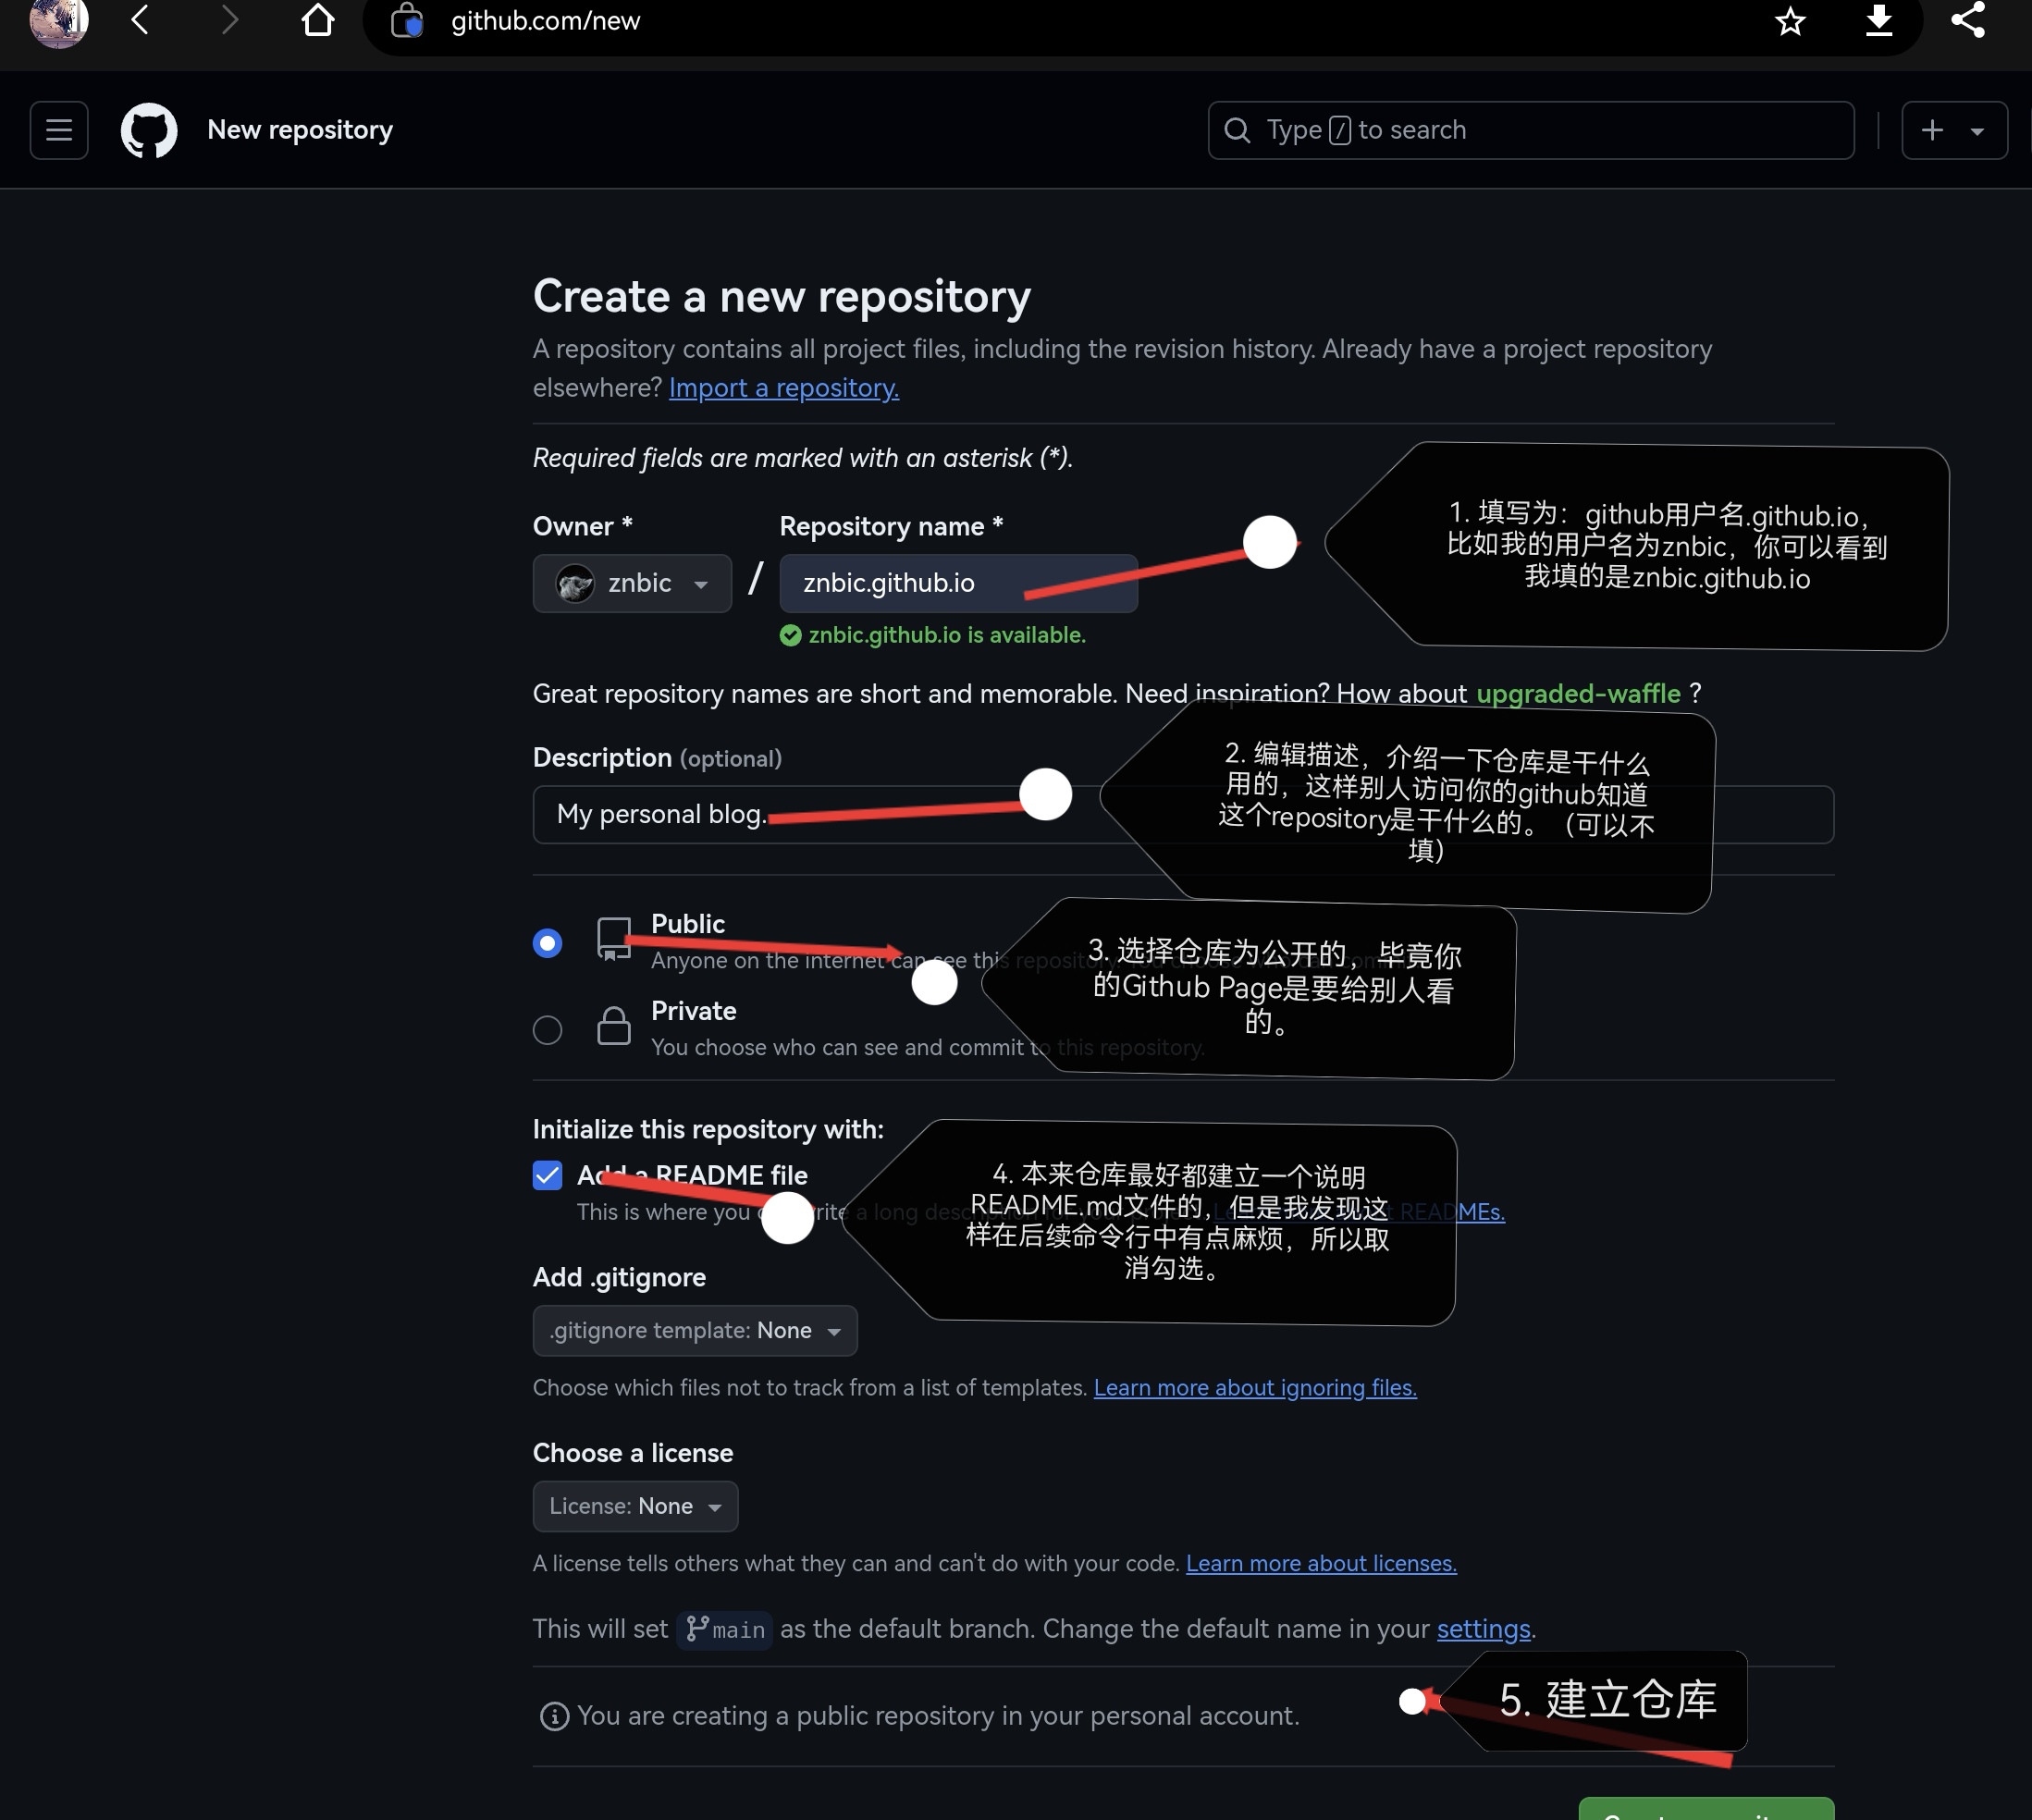 github.com/new
New repository
Type / to search
Create a new repository
A repository contains all project files, including the revision history. Already have a project repository
elsewhere? Import a repository.
Required fields are marked with an asterisk (*).
Owner *
Repository name *
znbic
/
znbic.github.io
znbic.github.io is available.
1. 填写为：github用户名.github.io，
比如我的用户名为znbic，你可以看到
我填的是znbic.github.io
Great repository names are short and memorable. Need inspiration? How about upgraded-waffle ?
Description (optional)
My personal blog.
2. 编辑描述，介绍一下仓库是干什么
用的，这样别人访问你的github知道
这个repository是干什么的。（可以不
填）
Public
Anyone on the internet can see this repository.
3. 选择仓库为公开的，毕竟你
的Github Page是要给别人看
的。
Private
You choose who can see and commit to this repository.
Initialize this repository with:
Add a README file
This is where you write a long description READMEs.
4. 本来仓库最好都建立一个说明
README.md文件的，但是我发现这
样在后续命令行中有点麻烦，所以取
消勾选。
Add .gitignore
.gitignore template: None
Choose which files not to track from a list of templates. Learn more about ignoring files.
Choose a license
License: None
A license tells others what they can and can't do with your code. Learn more about licenses.
This will set main as the default branch. Change the default name in your settings.
You are creating a public repository in your personal account.
5. 建立仓库